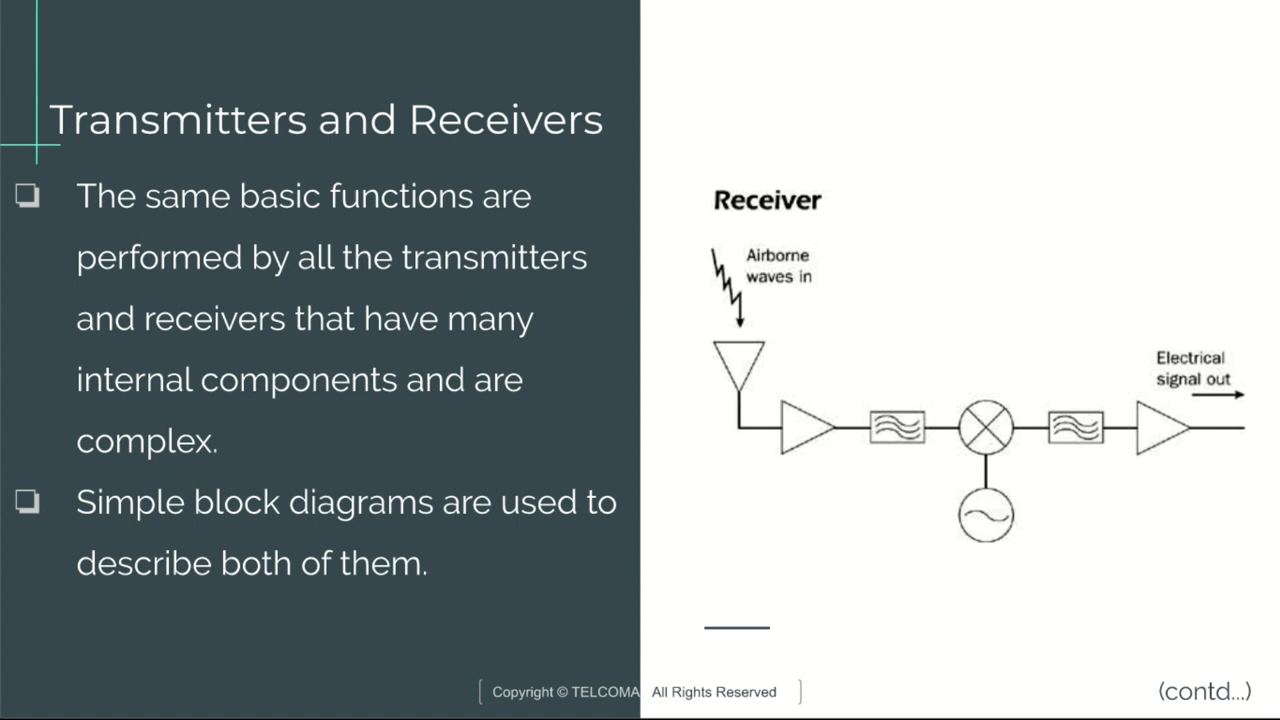 Transmitters and Receivers
The same basic functions are
performed by all the transmitters
and receivers that have many
internal components and are
complex.
Simple block diagrams are used to
describe both of them.
Receiver
Airborne
waves in
Electrical
signal out
Copyright © TELCOMA All Rights Reserved
(contd...)